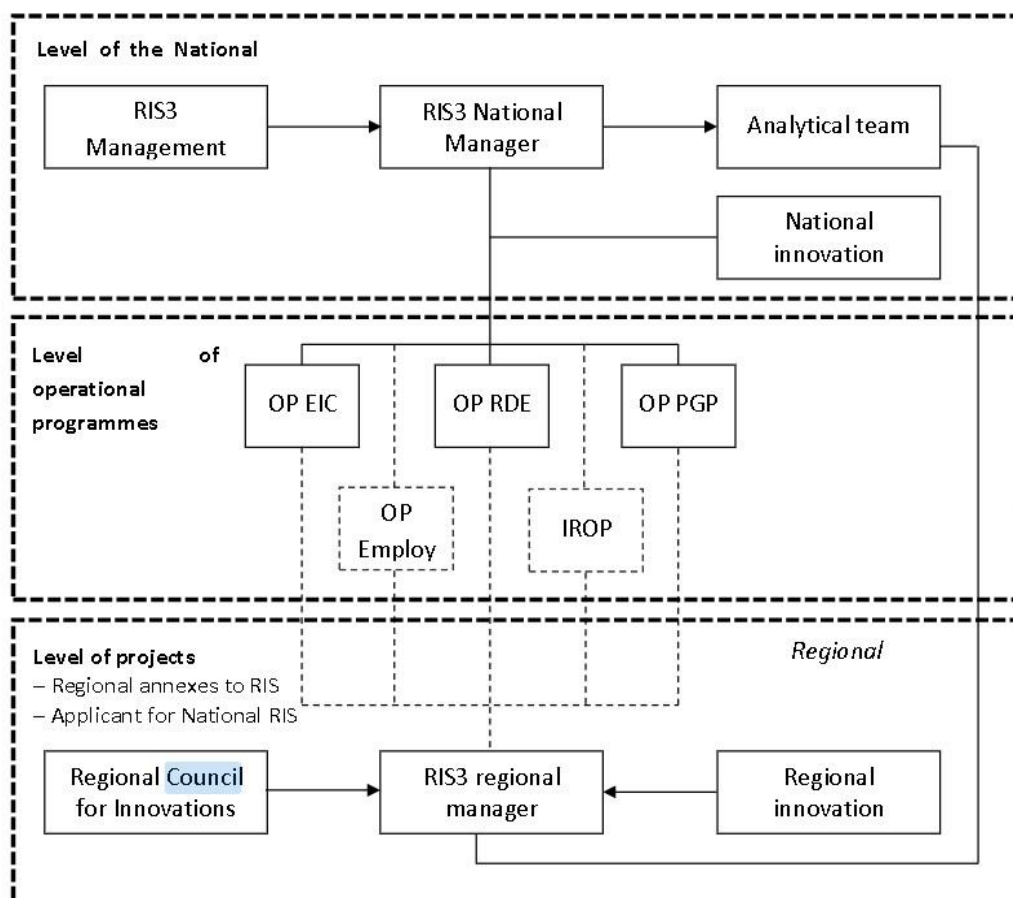 Level of the National
RIS3
Management
RIS3 National
Manager
Analytical team
National
innovation
Level of
operational
programmes
OP EIC
OP RDE
OP PGP
OP
Employ
IROP
Level of projects
– Regional annexes to RIS
– Applicant for National RIS
Regional
Regional Council
for Innovations
RIS3 regional
manager
Regional
innovation